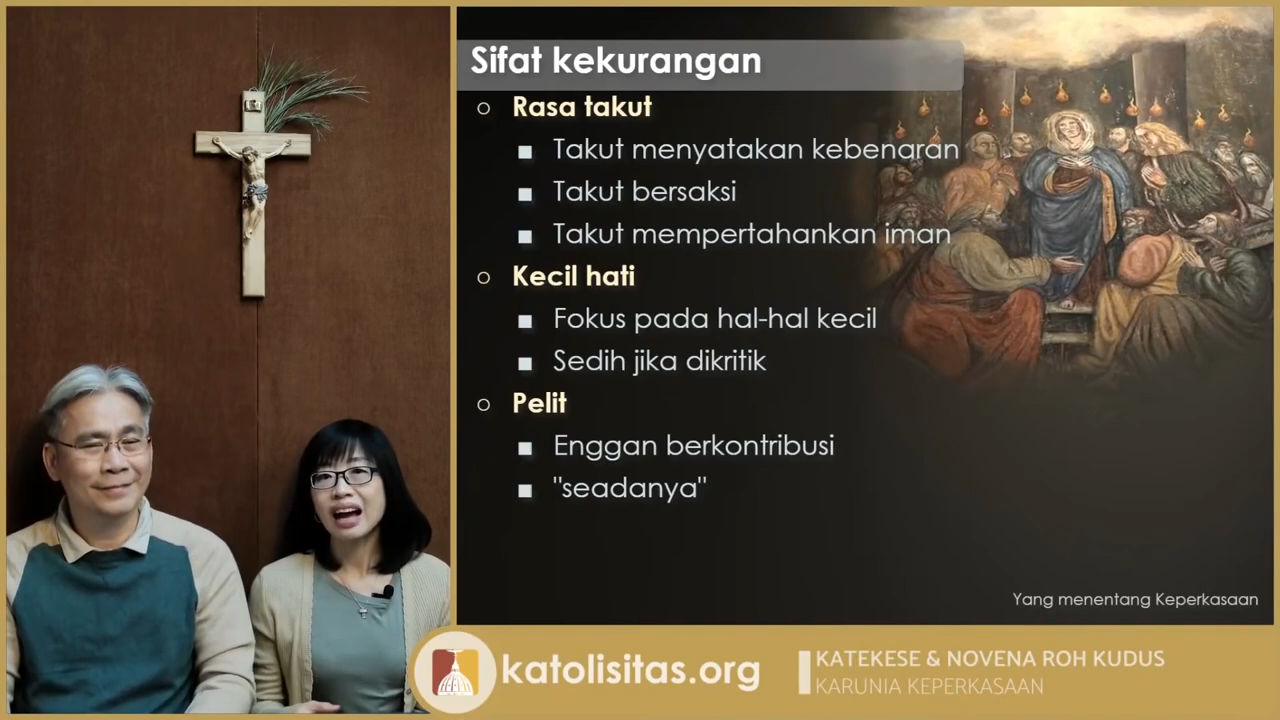 Sifat kekurangan
Rasa takut
Takut menyatakan kebenaran
Takut bersaksi
Takut mempertahankan iman
Kecil hati
Fokus pada hal-hal kecil
Sedih jika dikritik
Pelit
Enggan berkontribusi
"seadanya"
Yang menentang Keperkasaan
katolisitas.org
KATEKESE & NOVENA ROH KUDUS
KARUNIA KEPERKASAAN